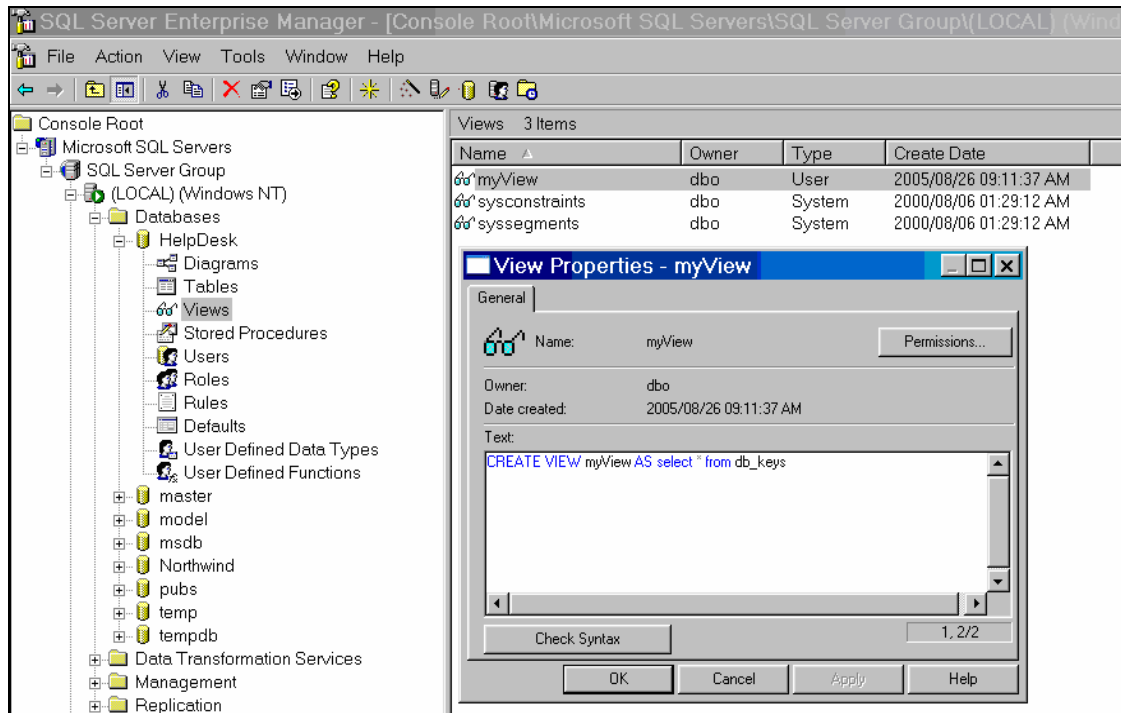 SQL Server Enterprise Manager - [Console Root\Microsoft SQL Servers\SQL Server Group\(LOCAL) (Wind
File Action View Tools Window Help
Console Root
Microsoft SQL Servers
SQL Server Group
(LOCAL) (Windows NT)
Databases
HelpDesk
Diagrams
Tables
Views
Stored Procedures
Users
Roles
Rules
Defaults
User Defined Data Types
User Defined Functions
master
model
msdb
Northwind
pubs
temp
tempdb
Data Transformation Services
Management
Replication
Views 3 Items
Name Owner Type Create Date
myView dbo User 2005/08/26 09:11:37 AM
sysconstraints dbo System 2000/08/06 01:29:12 AM
syssegments dbo System 2000/08/06 01:29:12 AM
View Properties - myView
General
Name: myView Permissions...
Owner: dbo
Date created: 2005/08/26 09:11:37 AM
Text:
CREATE VIEW myView AS select * from db_keys
Check Syntax 1, 2/2
OK Cancel Apply Help